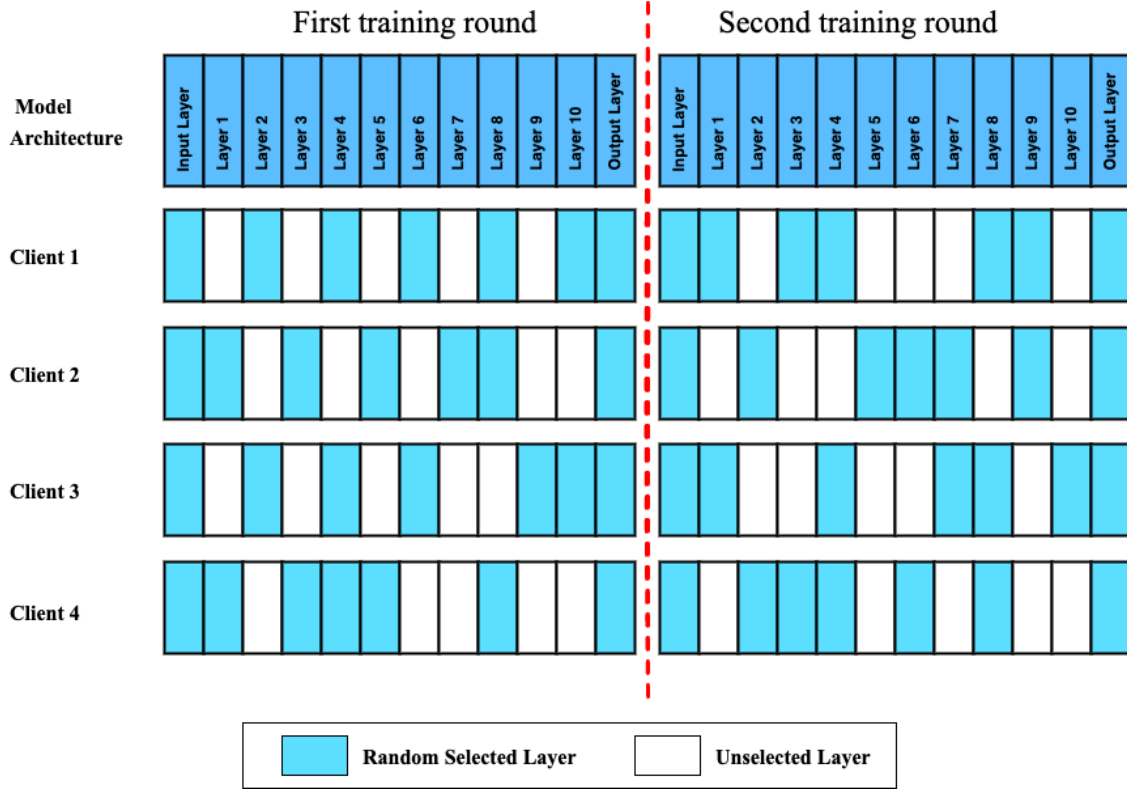 First training round
Second training round
Model
Architecture
Input Layer
Layer 1
Layer 2
Layer 3
Layer 4
Layer 5
Layer 6
Layer 7
Layer 8
Layer 9
Layer 10
Output Layer
Input Layer
Layer 1
Layer 2
Layer 3
Layer 4
Layer 5
Layer 6
Layer 7
Layer 8
Layer 9
Layer 10
Output Layer
Client 1
Client 2
Client 3
Client 4
Random Selected Layer
Unselected Layer